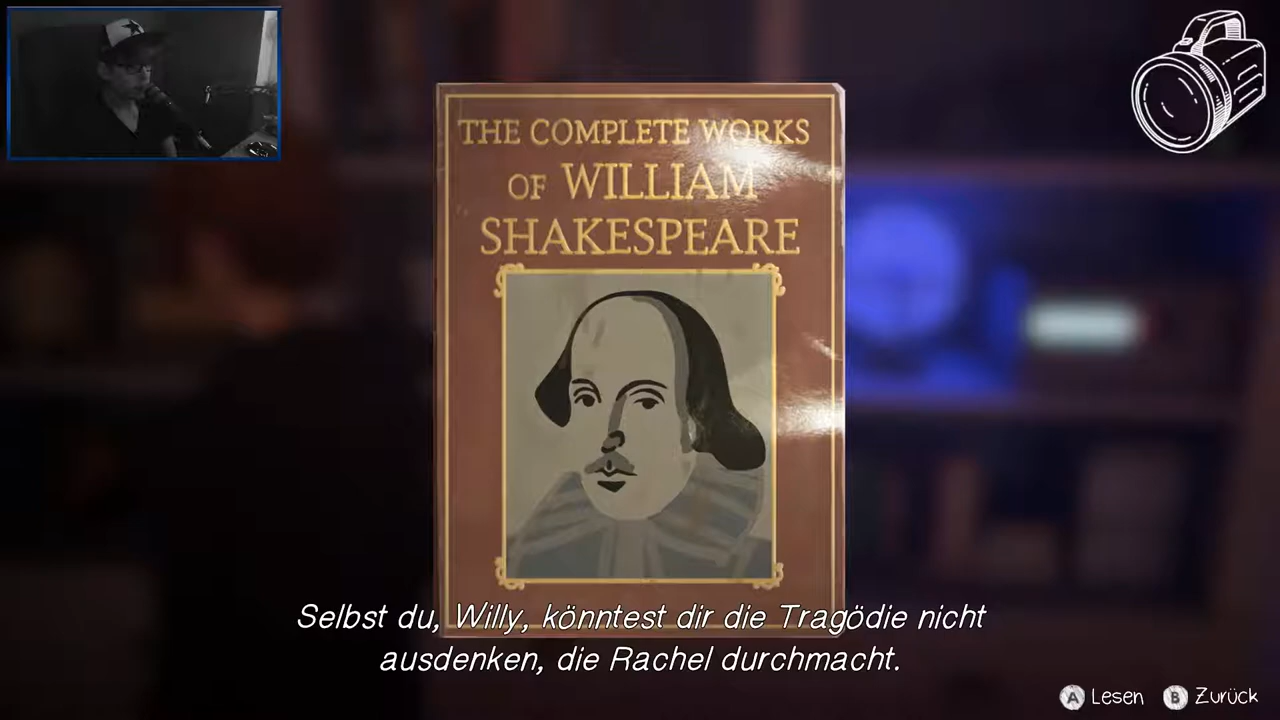 THE COMPLETE WORKS
OF WILLIAM
SHAKESPEARE
Selbst du, Willy, könntest dir die Tragödie nicht
ausdenken, die Rachel durchmacht.
A Lesen B Zurück